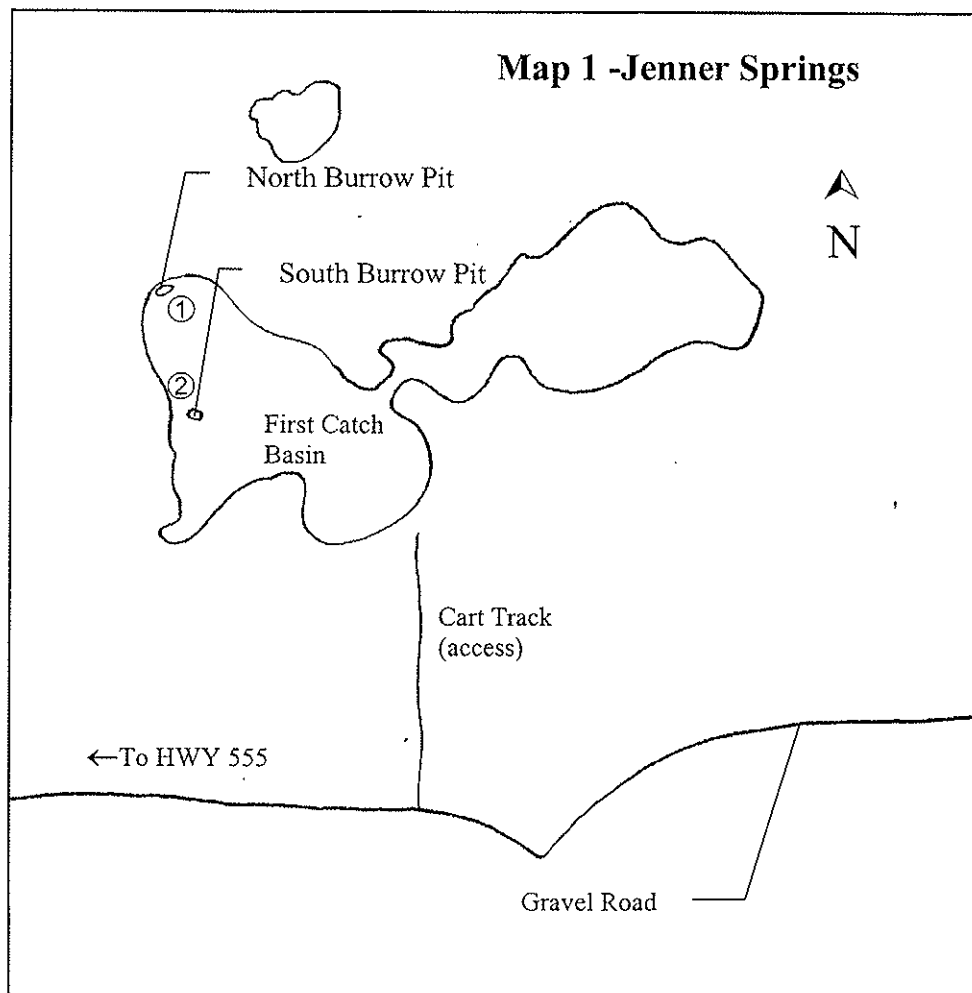 Map 1 -Jenner Springs
North Burrow Pit
N
South Burrow Pit
①
②
First Catch
Basin
Cart Track
(access)
←To HWY 555
Gravel Road